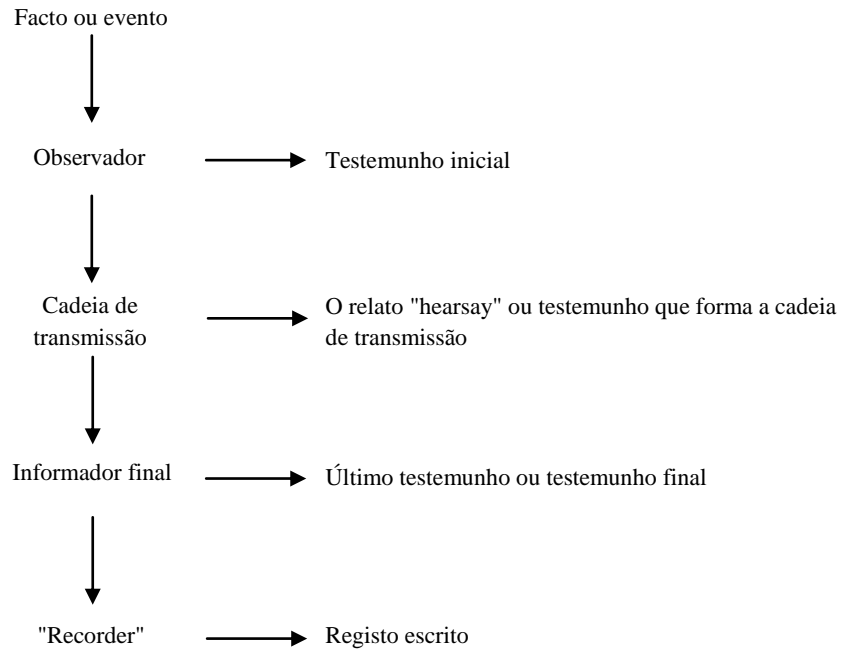 Facto ou evento
Observador
Testemunho inicial
Cadeia de
transmissão
O relato "hearsay" ou testemunho que forma a cadeia
de transmissão
Informador final
Último testemunho ou testemunho final
"Recorder"
Registo escrito